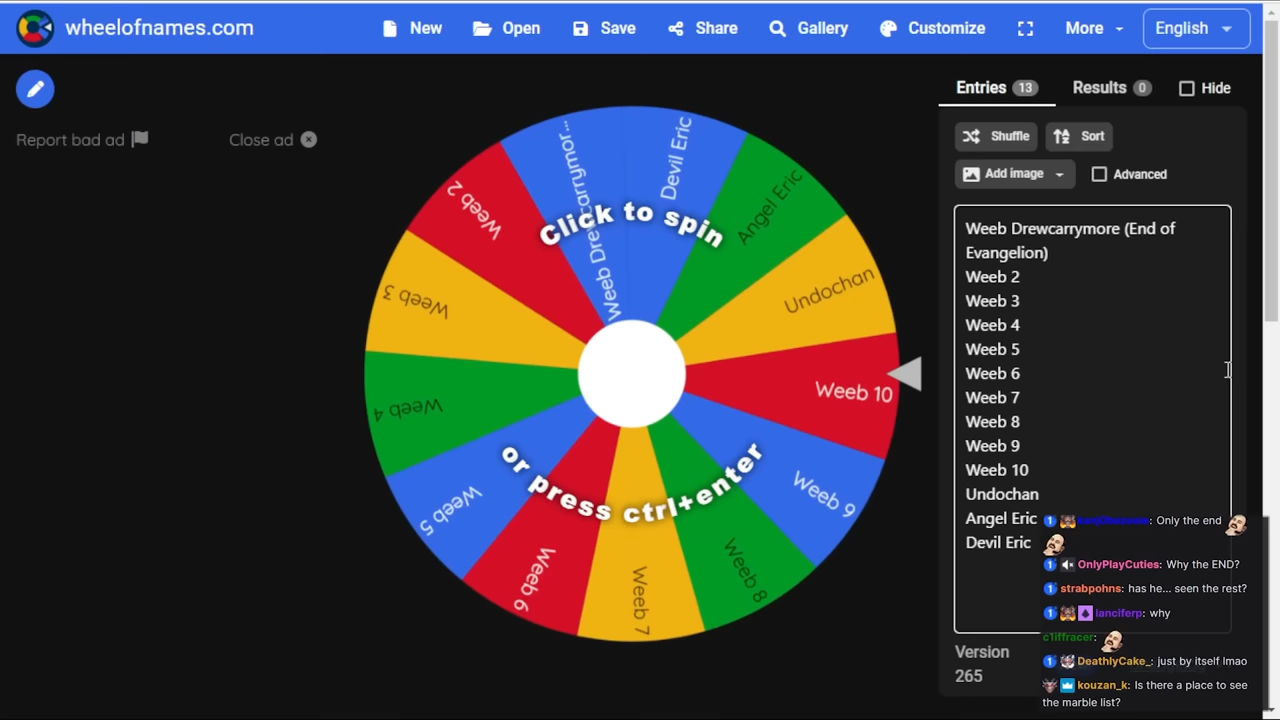 wheelofnames.com
New
Open
Save
Share
Gallery
Customize
More
English
Report bad ad
Close ad
Entries 13
Results 0
Hide
Shuffle
Sort
Add image
Advanced
Weeb Drewcarrymore (End of
Evangelion)
Weeb 2
Weeb 3
Weeb 4
Weeb 5
Weeb 6
Weeb 7
Weeb 8
Weeb 9
Weeb 10
Undochan
Angel Eric
Devil Eric
Version
265
Click to spin
or press ctrl+enter
Weeb Drewcarrymor...
Devil Eric
Angel Eric
Undochan
Weeb 10
Weeb 9
Weeb 8
Weeb 7
Weeb 6
Weeb 5
Weeb 4
Weeb 3
Weeb 2
: Only the end
OnlyPlayCuties: Why the END?
strabpohns: has he... seen the rest?
lanciferp: why
c1iffracer:
DeathlyCake_: just by itself lmao
kouzan_k: Is there a place to see
the marble list?